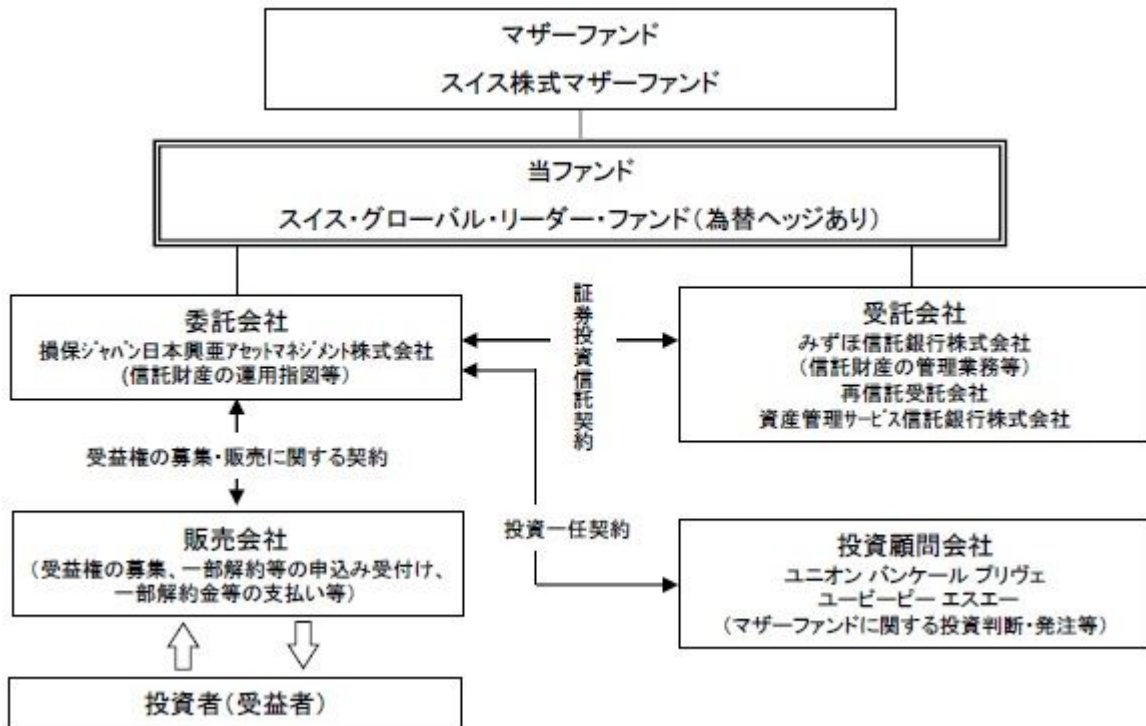 マザーファンド
スイス株式マザーファンド
当ファンド
スイス・グローバル・リーダー・ファンド(為替ヘッジあり)
委託会社
損保ｼﾞｬﾊﾟﾝ日本興亜ｱｾｯﾄﾏﾈｼﾞﾒﾝﾄ株式会社
(信託財産の運用指図等)
証券投資信託契約
受託会社
みずほ信託銀行株式会社
(信託財産の管理業務等)
再信託受託会社
資産管理サービス信託銀行株式会社
受益権の募集・販売に関する契約
販売会社
(受益権の募集、一部解約等の申込み受付け、
一部解約金等の支払い等)
投資一任契約
投資顧問会社
ユニオン バンケール プリヴェ
ユービーピー エスエー
(マザーファンドに関する投資判断・発注等)
投資者(受益者)